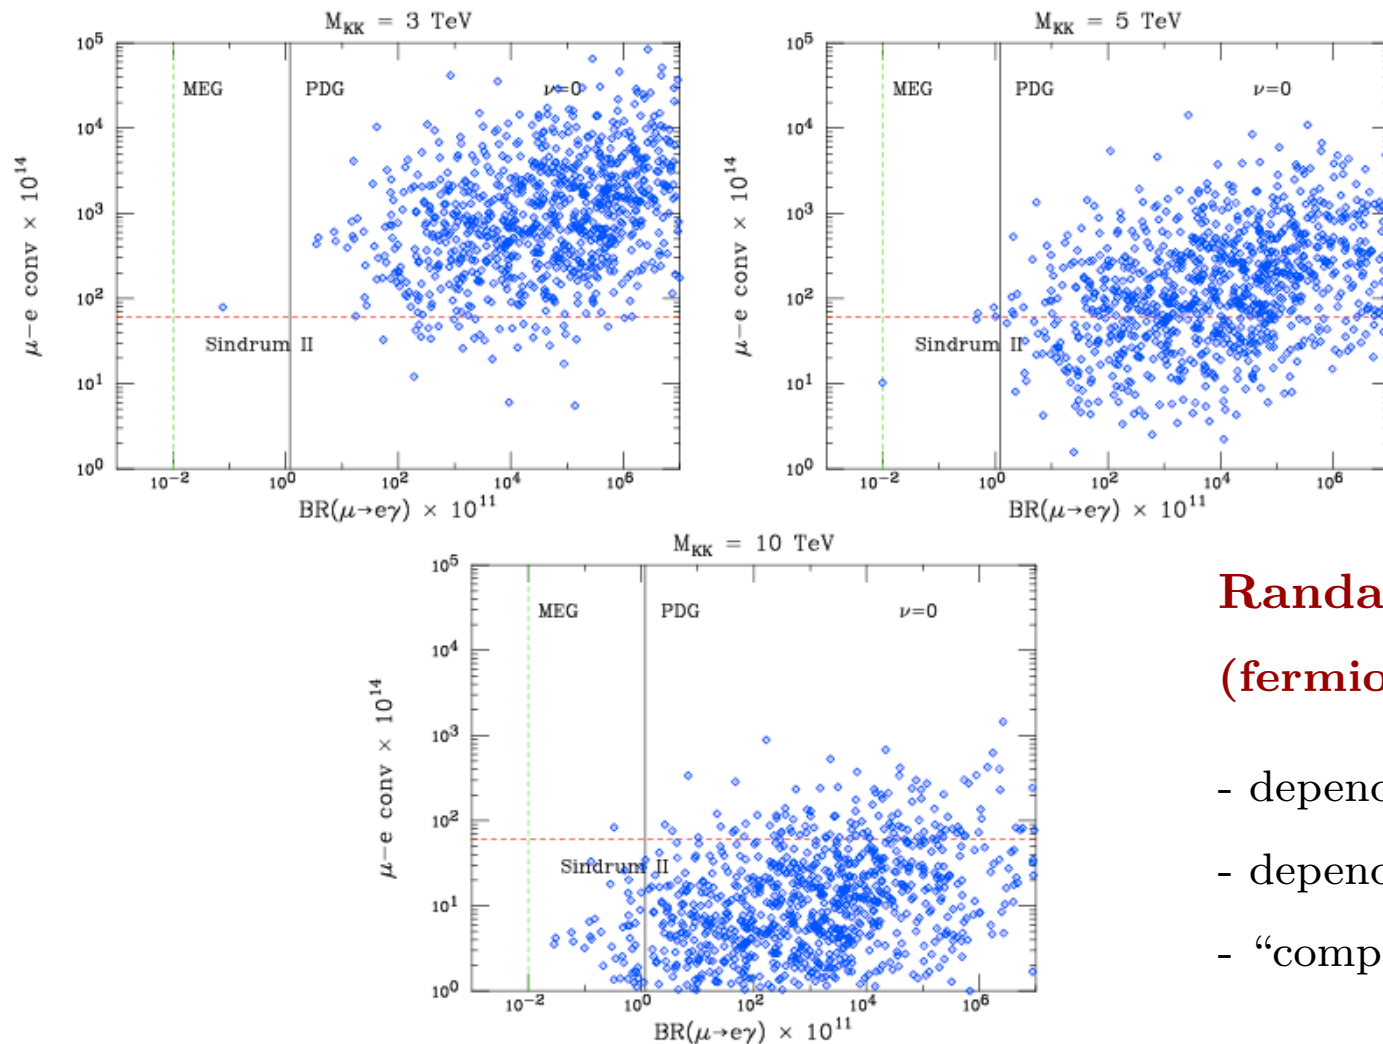 M_KK = 3 TeV
10^5
10^4
10^3
10^2
10^1
10^0
μ−e conv × 10^14
MEG
PDG
ν=0
Sindrum II
10^−2
10^0
10^2
10^4
10^6
BR(μ→eγ) × 10^11
M_KK = 5 TeV
10^5
10^4
10^3
10^2
10^1
10^0
μ−e conv × 10^14
MEG
PDG
ν=0
Sindrum II
10^−2
10^0
10^2
10^4
10^6
BR(μ→eγ) × 10^11
M_KK = 10 TeV
10^5
10^4
10^3
10^2
10^1
10^0
μ−e conv × 10^14
MEG
PDG
ν=0
Sindrum II
10^−2
10^0
10^2
10^4
10^6
BR(μ→eγ) × 10^11
Randa
(fermio
- depend
- depend
- “comp